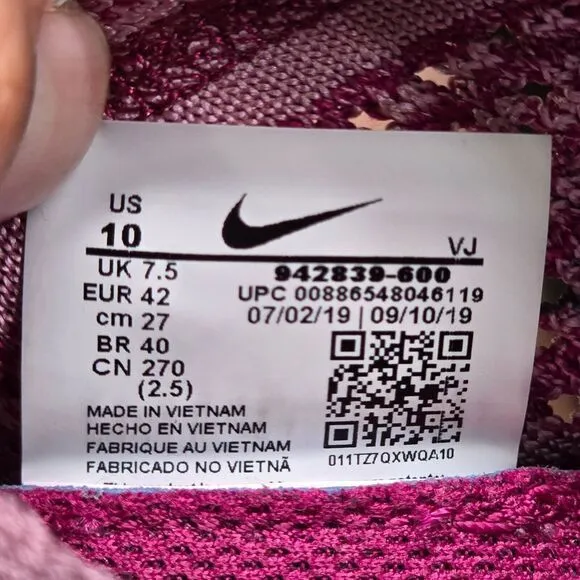 US
10
VJ
UK 7.5
942839-600
EUR 42
UPC 00886548046119
cm 27
07/02/19 | 09/10/19
BR 40
CN 270
(2.5)
MADE IN VIETNAM
HECHO EN VIETNAM
FABRIQUE AU VIETNAM
FABRICADO NO VIETNÃ
011TZ7QXWQA10